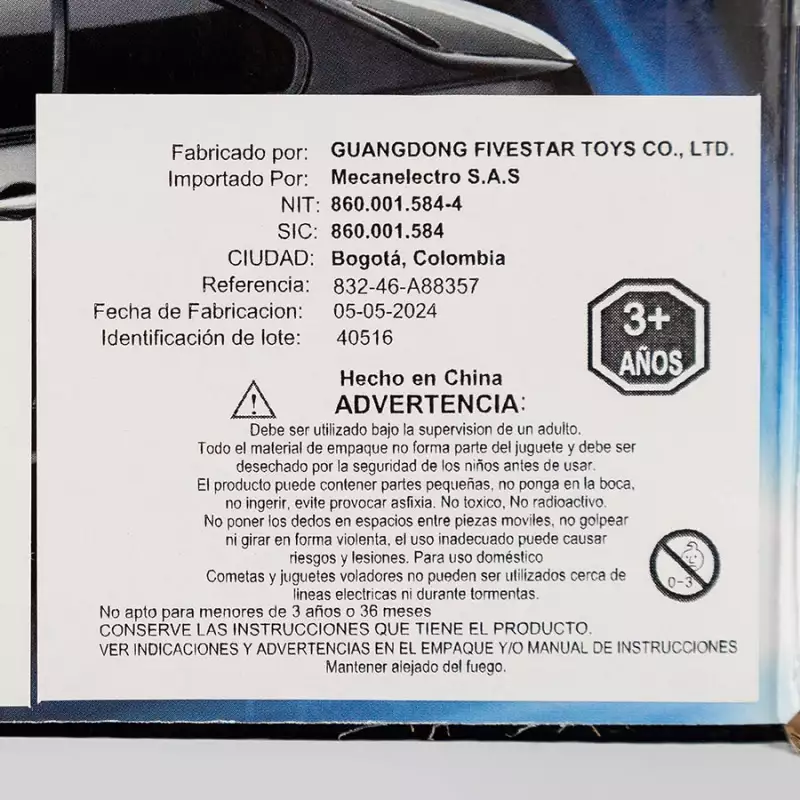 Fabricado por: GUANGDONG FIVESTAR TOYS CO., LTD.
Importado Por: Mecanelectro S.A.S
NIT: 860.001.584-4
SIC: 860.001.584
CIUDAD: Bogotá, Colombia
Referencia: 832-46-A88357
Fecha de Fabricacion: 05-05-2024
Identificación de lote: 40516
3+
AÑOS
Hecho en China
ADVERTENCIA:
Debe ser utilizado bajo la supervision de un adulto.
Todo el material de empaque no forma parte del juguete y debe ser
desechado por la seguridad de los niños antes de usar.
El producto puede contener partes pequeñas, no ponga en la boca,
no ingerir, evite provocar asfixia. No toxico, No radioactivo.
No poner los dedos en espacios entre piezas moviles, no golpear
ni girar en forma violenta, el uso inadecuado puede causar
riesgos y lesiones. Para uso doméstico
Cometas y juguetes voladores no pueden ser utilizados cerca de
lineas electricas ni durante tormentas.
0-3
No apto para menores de 3 años o 36 meses
CONSERVE LAS INSTRUCCIONES QUE TIENE EL PRODUCTO.
VER INDICACIONES Y ADVERTENCIAS EN EL EMPAQUE Y/O MANUAL DE INSTRUCCIONES
Mantener alejado del fuego.